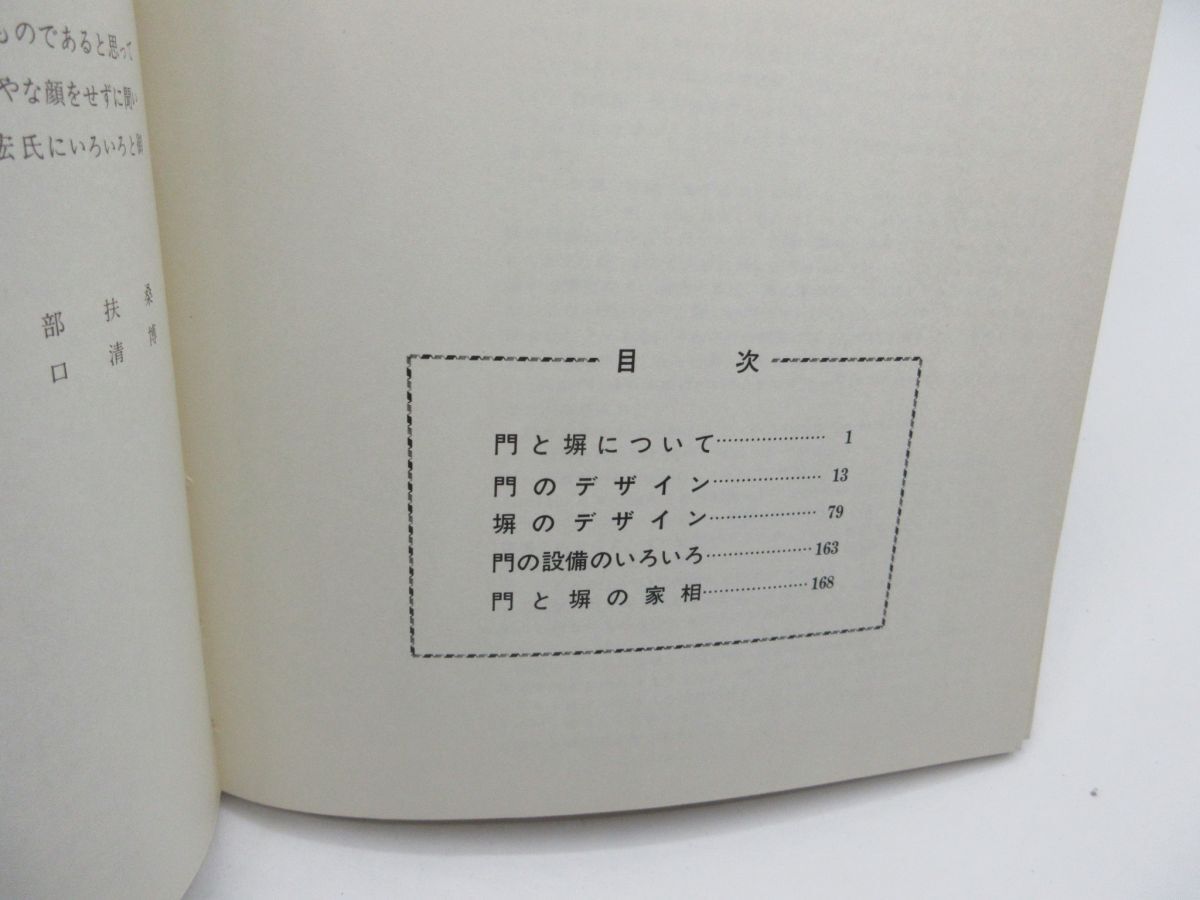 のであると思って
やな顔をせずに聞い
氏にいろいろと御
部 扶桑
口 清博
目次
門と塀について…………………1
門のデザイン…………………13
塀のデザイン…………………79
門の設備のいろいろ…………………163
門と塀の家相…………………168